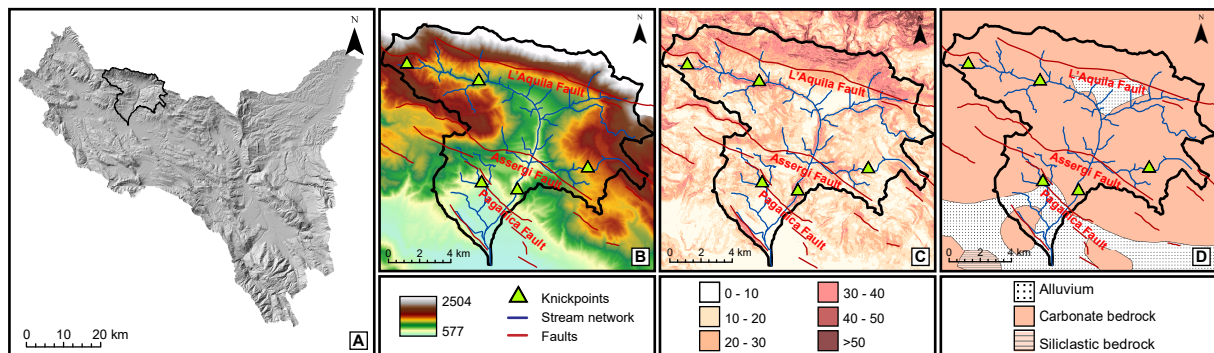 N
0 10 20 km
A
N
L'Aquila Fault
Assergi Fault
Paganica Fault
0 2 4 km
B
N
L'Aquila Fault
Assergi Fault
Paganica Fault
0 2 4 km
C
N
L'Aquila Fault
Assergi Fault
Paganica Fault
0 2 4 km
D
2504
577
Knickpoints
Stream network
Faults
0 - 10
10 - 20
20 - 30
30 - 40
40 - 50
>50
Alluvium
Carbonate bedrock
Siliclastic bedrock